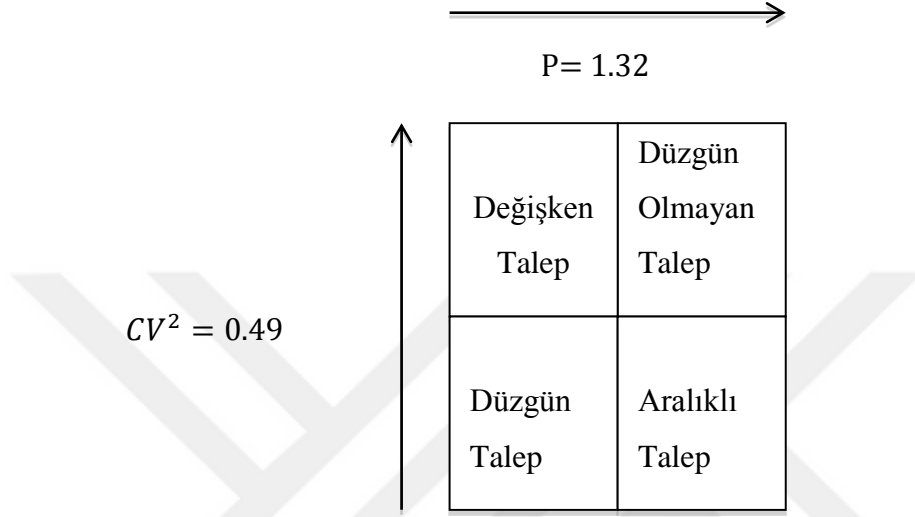 P= 1.32
Değişken
Talep
Düzgün
Olmayan
Talep
CV² = 0.49
Düzgün
Talep
Aralıklı
Talep